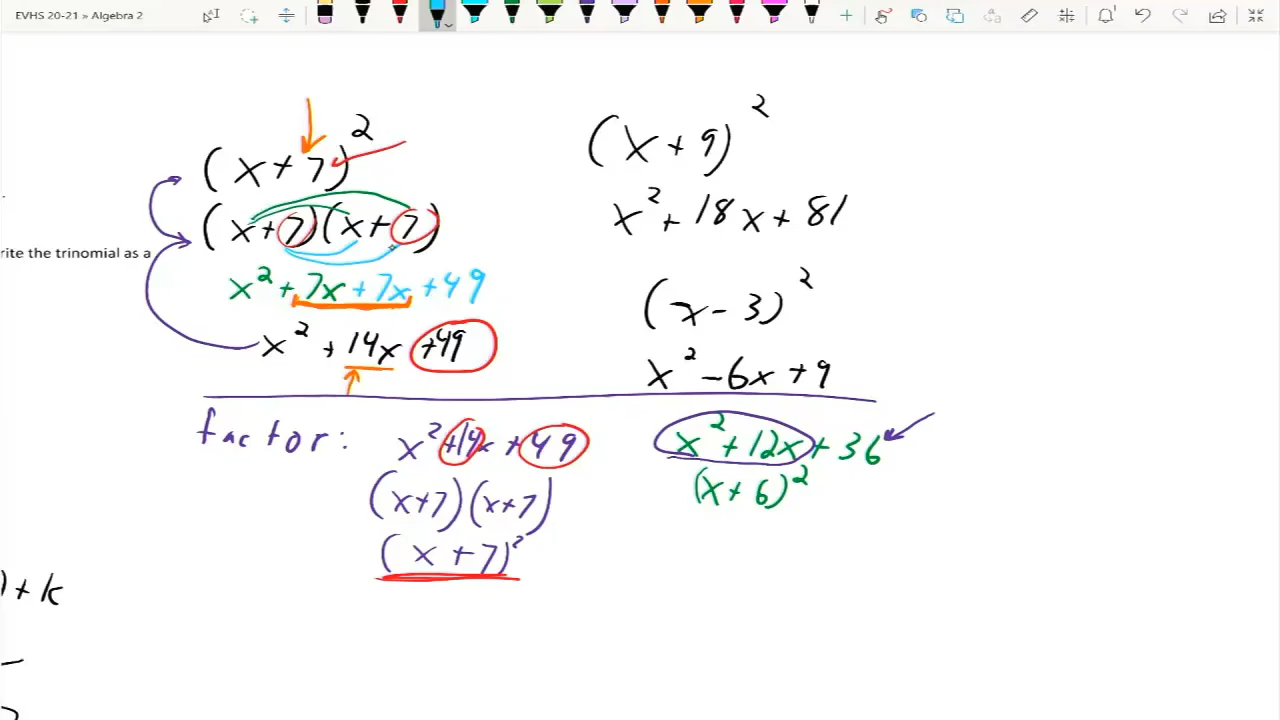 EVHS 20-21 » Algebra 2
(x+7)²
(x+7)(x+7)
x²+7x+7x+49
x²+14x+49
(x+9)²
x²+18x+81
(x-3)²
x²-6x+9
rite the trinomial as a
factor:
x²+14x+49
(x+7)(x+7)
(x+7)²
x²+12x+36
(x+6)²
)+k